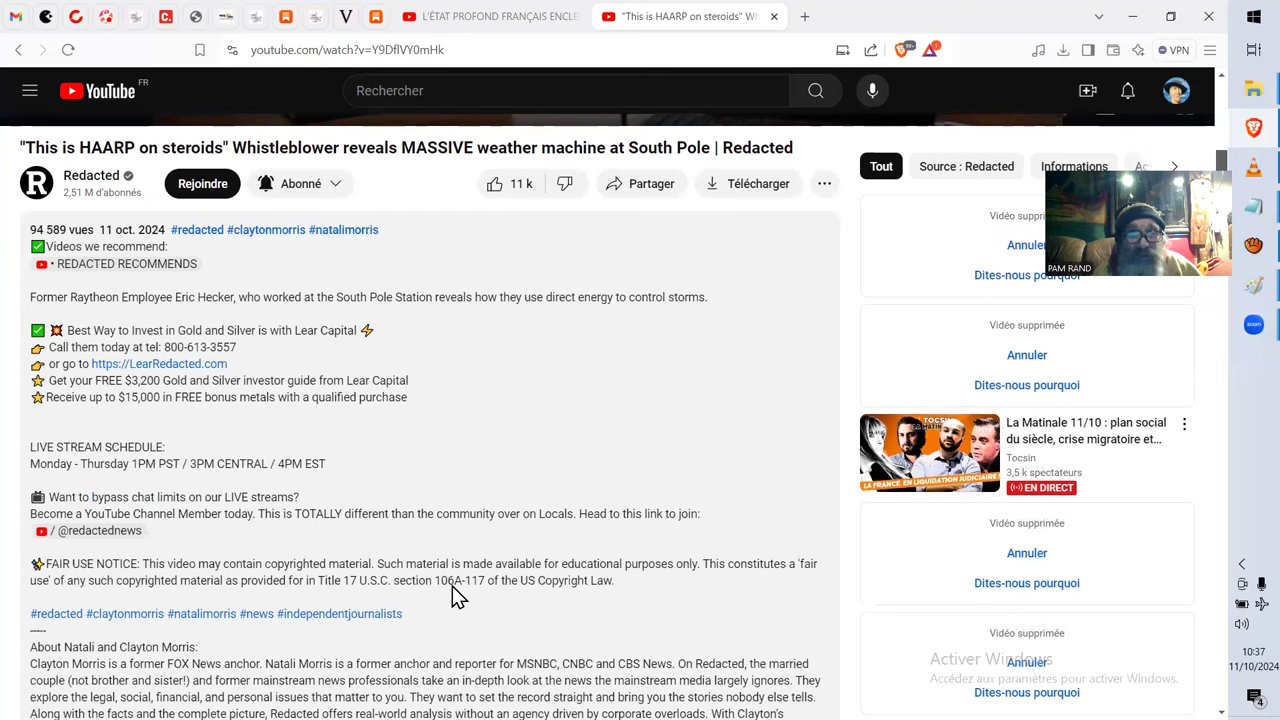 L'ÉTAT PROFOND FRANÇAIS ENCLE
"This is HAARP on steroids" Wh
youtube.com/watch?v=Y9DflVY0mHk
99+
1
VPN
YouTube
FR
Rechercher
"This is HAARP on steroids" Whistleblower reveals MASSIVE weather machine at South Pole | Redacted
Redacted
2,51 M d'abonnés
Rejoindre
Abonné
11 k
Partager
Télécharger
94 589 vues 11 oct. 2024 #redacted #claytonmorris #natalimorris
Videos we recommend:
• REDACTED RECOMMENDS
Former Raytheon Employee Eric Hecker, who worked at the South Pole Station reveals how they use direct energy to control storms.
Best Way to Invest in Gold and Silver is with Lear Capital
Call them today at tel: 800-613-3557
or go to https://LearRedacted.com
Get your FREE $3,200 Gold and Silver investor guide from Lear Capital
Receive up to $15,000 in FREE bonus metals with a qualified purchase
LIVE STREAM SCHEDULE:
Monday - Thursday 1PM PST / 3PM CENTRAL / 4PM EST
Want to bypass chat limits on our LIVE streams?
Become a YouTube Channel Member today. This is TOTALLY different than the community over on Locals. Head to this link to join:
/ @redactednews
FAIR USE NOTICE: This video may contain copyrighted material. Such material is made available for educational purposes only. This constitutes a 'fair
use' of any such copyrighted material as provided for in Title 17 U.S.C. section 106A-117 of the US Copyright Law.
#redacted #claytonmorris #natalimorris #news #independentjournalists
-----
About Natali and Clayton Morris:
Clayton Morris is a former FOX News anchor. Natali Morris is a former anchor and reporter for MSNBC, CNBC and CBS News. On Redacted, the married
couple (not brother and sister!) and former mainstream news professionals take an in-depth look at the news the mainstream media largely ignores. They
explore the legal, social, financial, and personal issues that matter to you. They want to set the record straight and bring you the stories nobody else tells.
Along with the facts and the complete picture, Redacted offers real-world analysis without an agency driven by corporate overloads. With Clayton's
Tout
Source : Redacted
Informations
Vidéo supprimée
Annuler
Dites-nous pourquoi
PAM RAND
Vidéo supprimée
Annuler
Dites-nous pourquoi
TOCSIN
LA MATIN
LA FRANCE EN LIQUIDATION JUDICIAIRE !
La Matinale 11/10 : plan social
du siècle, crise migratoire et...
Tocsin
3,5 k spectateurs
EN DIRECT
Vidéo supprimée
Annuler
Dites-nous pourquoi
Vidéo supprimée
Annuler
Dites-nous pourquoi
Activer Windows
Accédez aux paramètres pour activer Windows.
zoom
10:37
11/10/2024
4